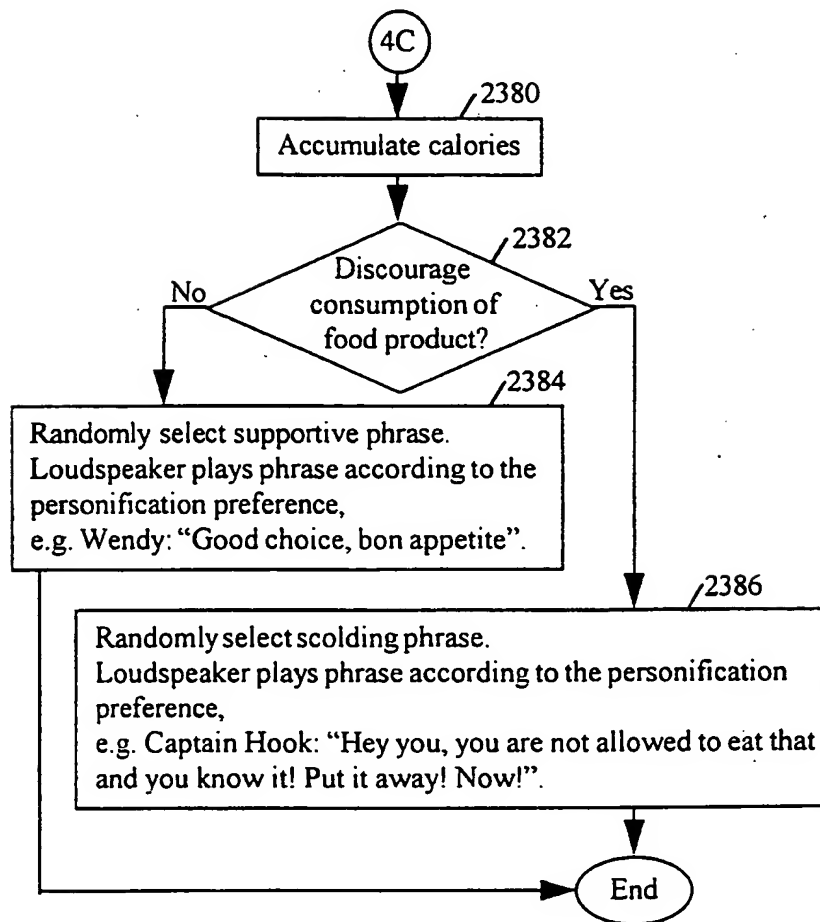 4C
2380
Accumulate calories
2382
Discourage
consumption of
food product?
No
Yes
2384
Randomly select supportive phrase.
Loudspeaker plays phrase according to the
personification preference,
e.g. Wendy: “Good choice, bon appetite”.
2386
Randomly select scolding phrase.
Loudspeaker plays phrase according to the personification
preference,
e.g. Captain Hook: “Hey you, you are not allowed to eat that
and you know it! Put it away! Now!”.
End